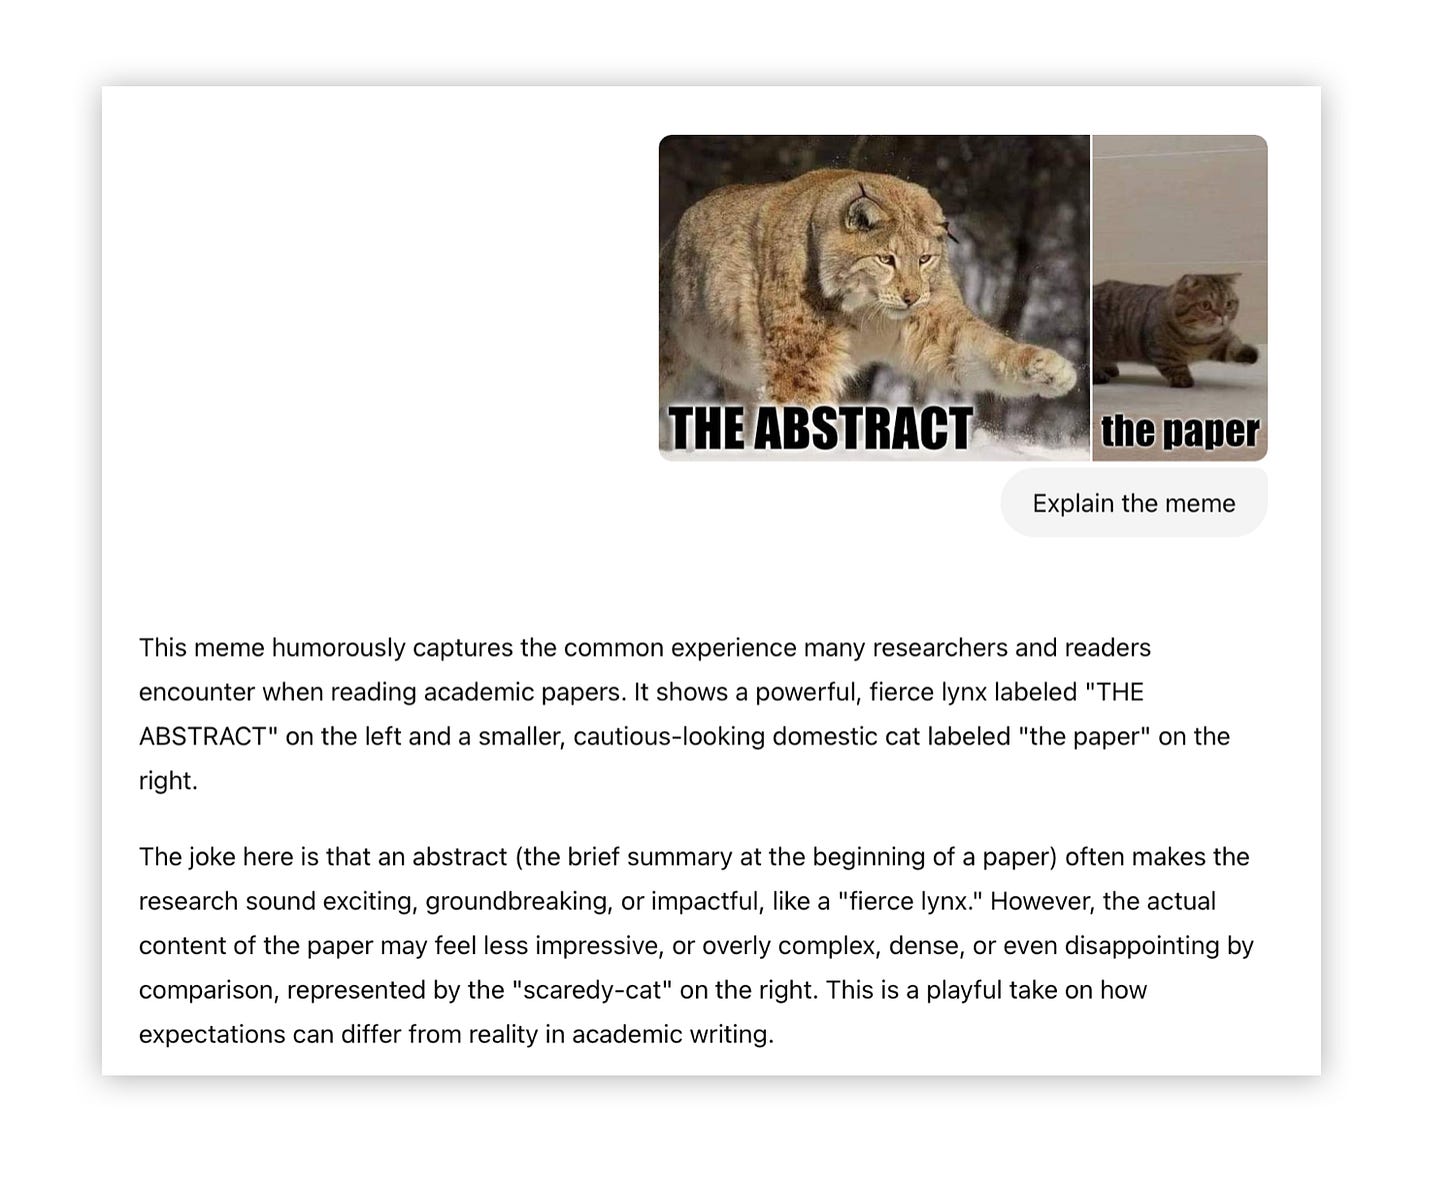 THE ABSTRACT
the paper
Explain the meme
This meme humorously captures the common experience many researchers and readers
encounter when reading academic papers. It shows a powerful, fierce lynx labeled "THE
ABSTRACT" on the left and a smaller, cautious-looking domestic cat labeled "the paper" on the
right.
The joke here is that an abstract (the brief summary at the beginning of a paper) often makes the
research sound exciting, groundbreaking, or impactful, like a "fierce lynx." However, the actual
content of the paper may feel less impressive, or overly complex, dense, or even disappointing by
comparison, represented by the "scaredy-cat" on the right. This is a playful take on how
expectations can differ from reality in academic writing.